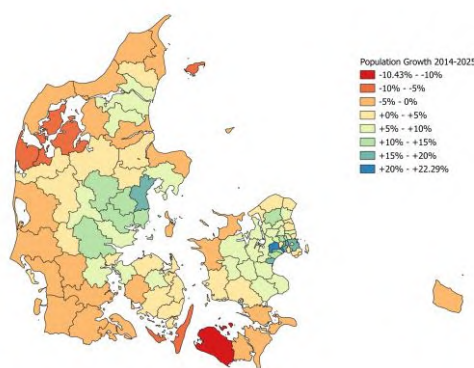 Population Growth 2014-2025
-10.43% - -10%
-10% - -5%
-5% - 0%
+0% - +5%
+5% - +10%
+10% - +15%
+15% - +20%
+20% - +22.29%